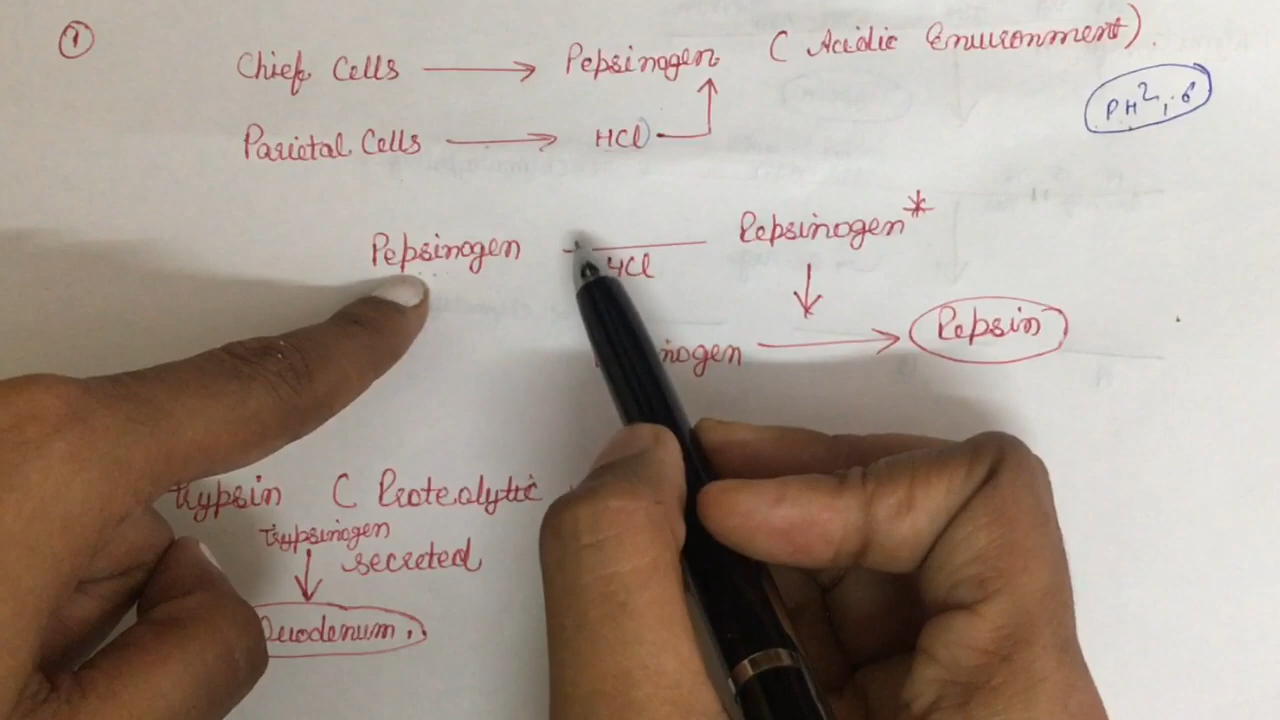 1
Chief Cells → Pepsinogen ( Acidic Environment ) .
PH 2, 6
Parietal Cells → HCl
Pepsinogen HCl Pepsinogen*
nogen → Pepsin
trypsin ( Proteolytic
trypsinogen
secreted
Duodenum .